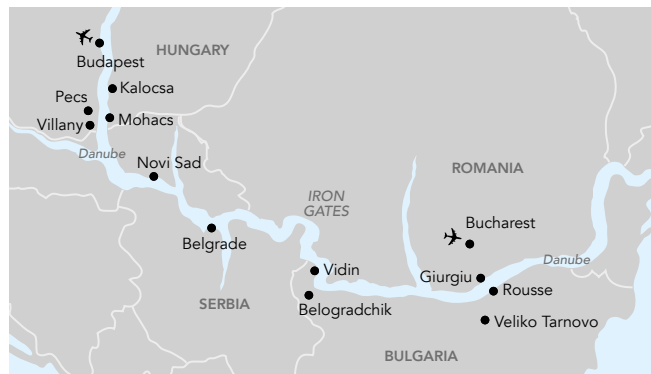 HUNGARY
Budapest
Kalocsa
Pecs
Mohacs
Villany
Danube
Novi Sad
ROMANIA
IRON
GATES
Bucharest
Belgrade
Danube
Vidin
Giurgiu
Rousse
SERBIA
Belogradchik
Veliko Tarnovo
BULGARIA